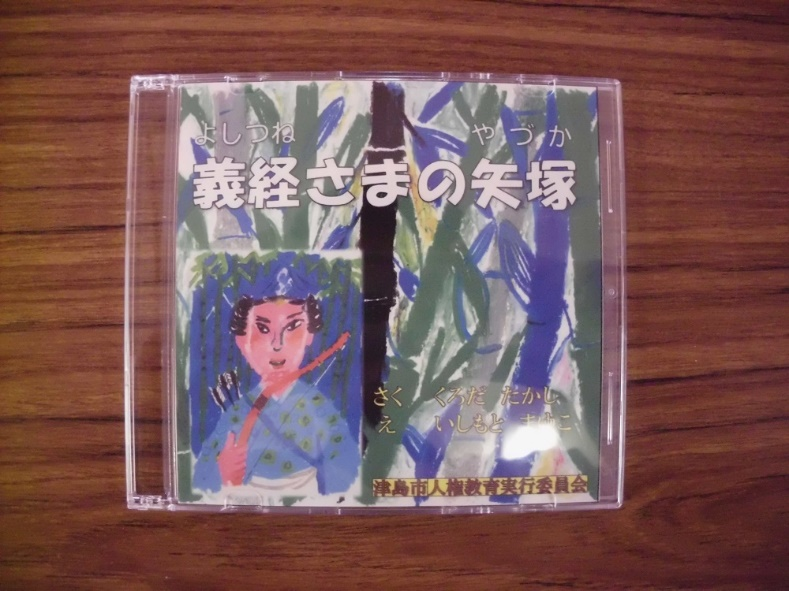 よしつね やづか
義経さまの矢塚
さく くろだ たかし
え いしもと
津島市人権教育実行委員会